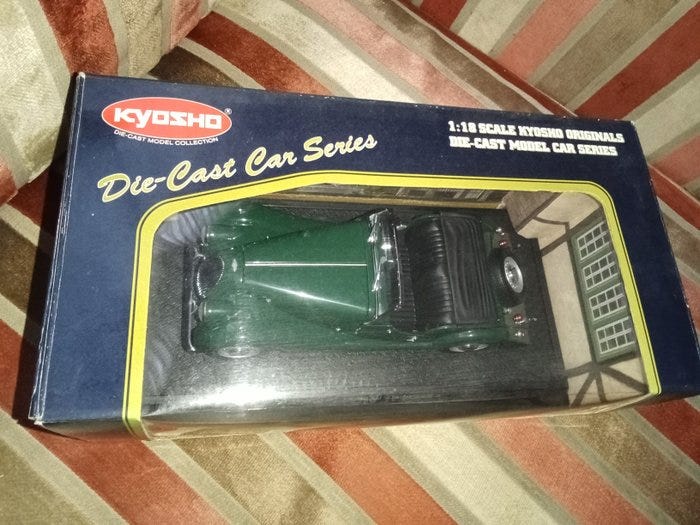 KYOSHO®
DIE-CAST MODEL COLLECTION
Die-Cast Car Series
1:18 SCALE KYOSHO ORIGINALS
DIE-CAST MODEL CAR SERIES